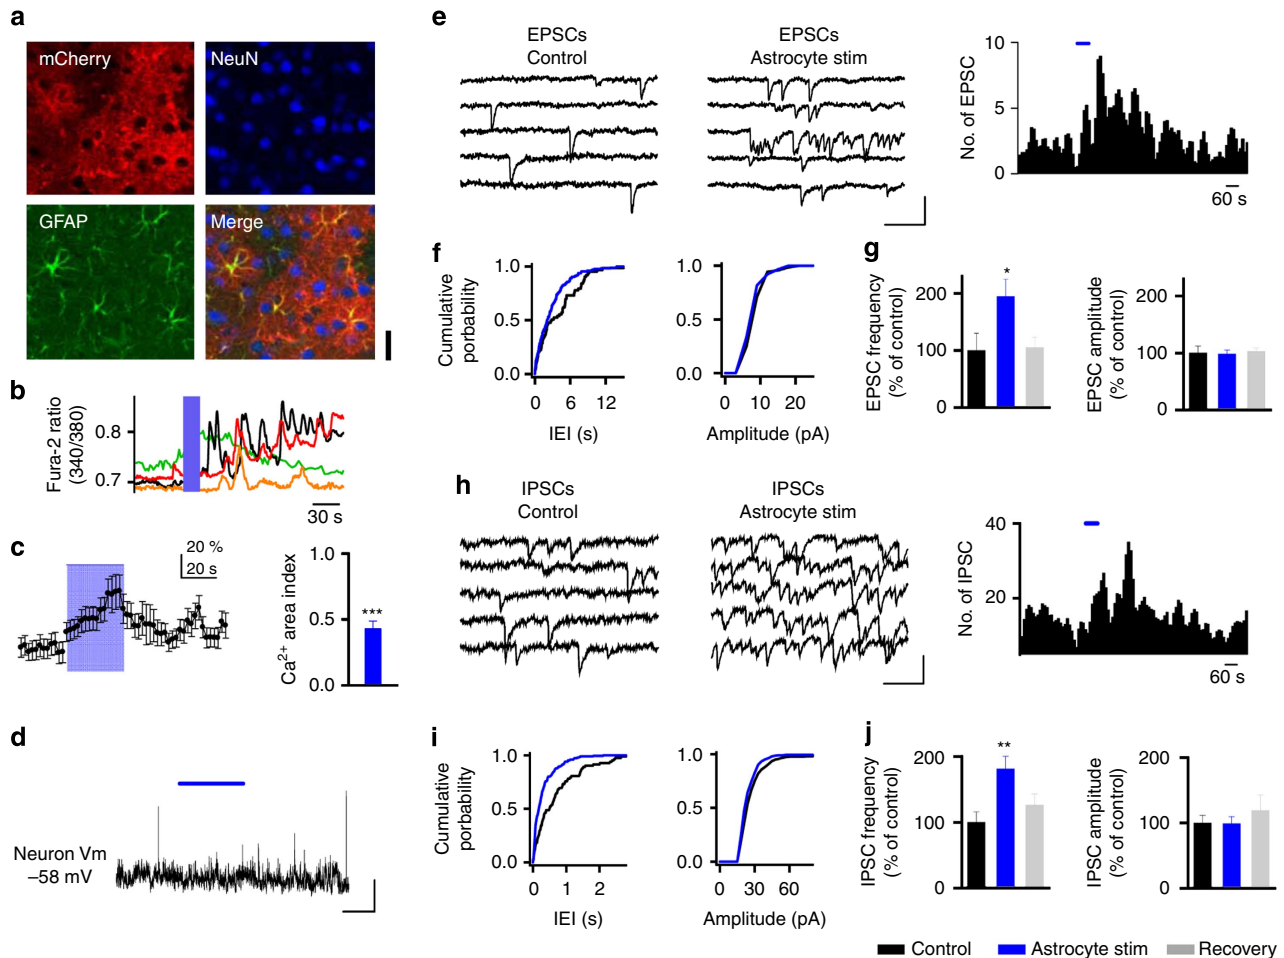 a
mCherry
NeuN
GFAP
Merge
b
Fura-2 ratio
(340/380)
0.8
0.7
30 s
c
20 %
20 s
Ca2+ area index
1.0
0.5
0.0
***
d
Neuron Vm
–58 mV
e
EPSCs
Control
EPSCs
Astrocyte stim
No. of EPSC
10
5
0
60 s
f
Cumulative
porbability
1.0
0.5
0.0
0 6 12
IEI (s)
1.0
0.5
0.0
0 10 20
Amplitude (pA)
g
EPSC frequency
(% of control)
200
100
0
*
EPSC amplitude
(% of control)
200
100
0
h
IPSCs
Control
IPSCs
Astrocyte stim
No. of IPSC
40
20
60 s
i
Cumulative
porbability
1.0
0.5
0.0
0 1 2
IEI (s)
1.0
0.5
0.0
0 30 60
Amplitude (pA)
j
IPSC frequency
(% of control)
200
100
0
**
IPSC amplitude
(% of control)
200
100
0
Control Astrocyte stim Recovery